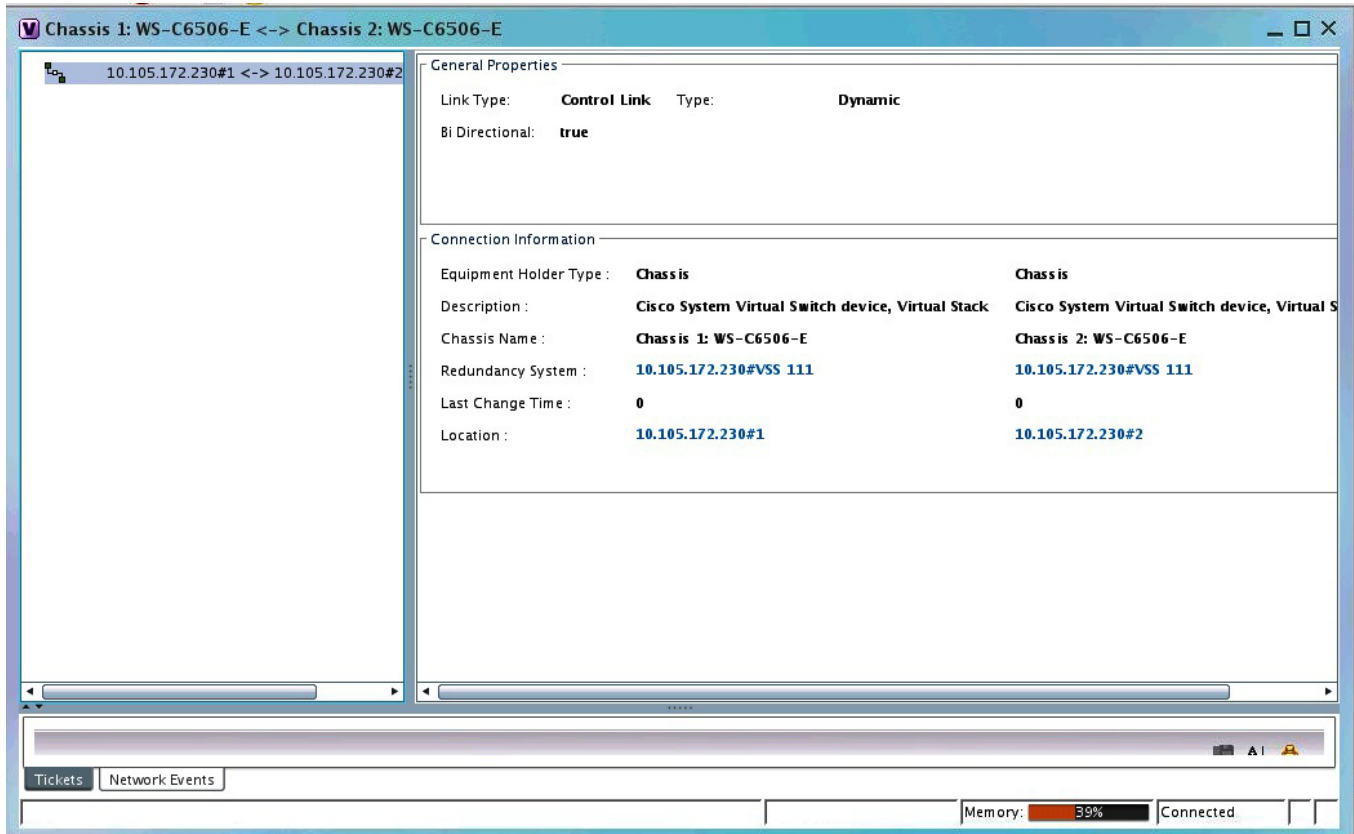 Chassis 1: WS-C6506-E <-> Chassis 2: WS-C6506-E
10.105.172.230#1 <-> 10.105.172.230#2
General Properties
Link Type: Control Link Type: Dynamic
Bi Directional: true
Connection Information
Equipment Holder Type : Chassis Chassis
Description : Cisco System Virtual Switch device, Virtual Stack Cisco System Virtual Switch device, Virtual S
Chassis Name : Chassis 1: WS-C6506-E Chassis 2: WS-C6506-E
Redundancy System : 10.105.172.230#VSS 111 10.105.172.230#VSS 111
Last Change Time : 0 0
Location : 10.105.172.230#1 10.105.172.230#2
Tickets Network Events
Memory: 39% Connected